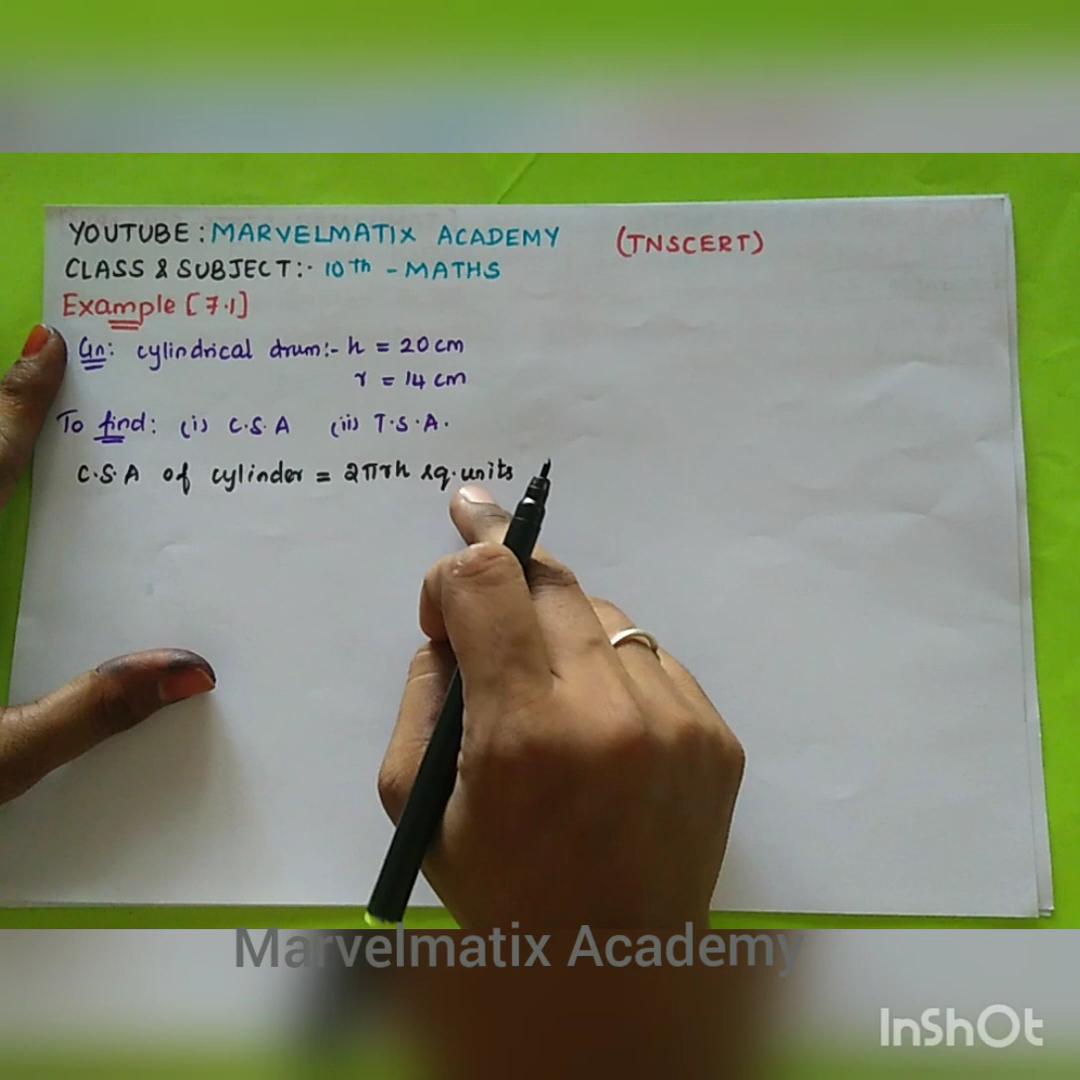 YOUTUBE : MARVELMATIX ACADEMY (TNSCERT)
CLASS & SUBJECT :- 10th - MATHS
Example [7.1]
Gn: cylindrical drum:- h = 20 cm
r = 14 cm
To find: (i) C.S.A (ii) T.S.A.
C.S.A of cylinder = 2πrh sq.units
Marvelmatix Academy
InShOt